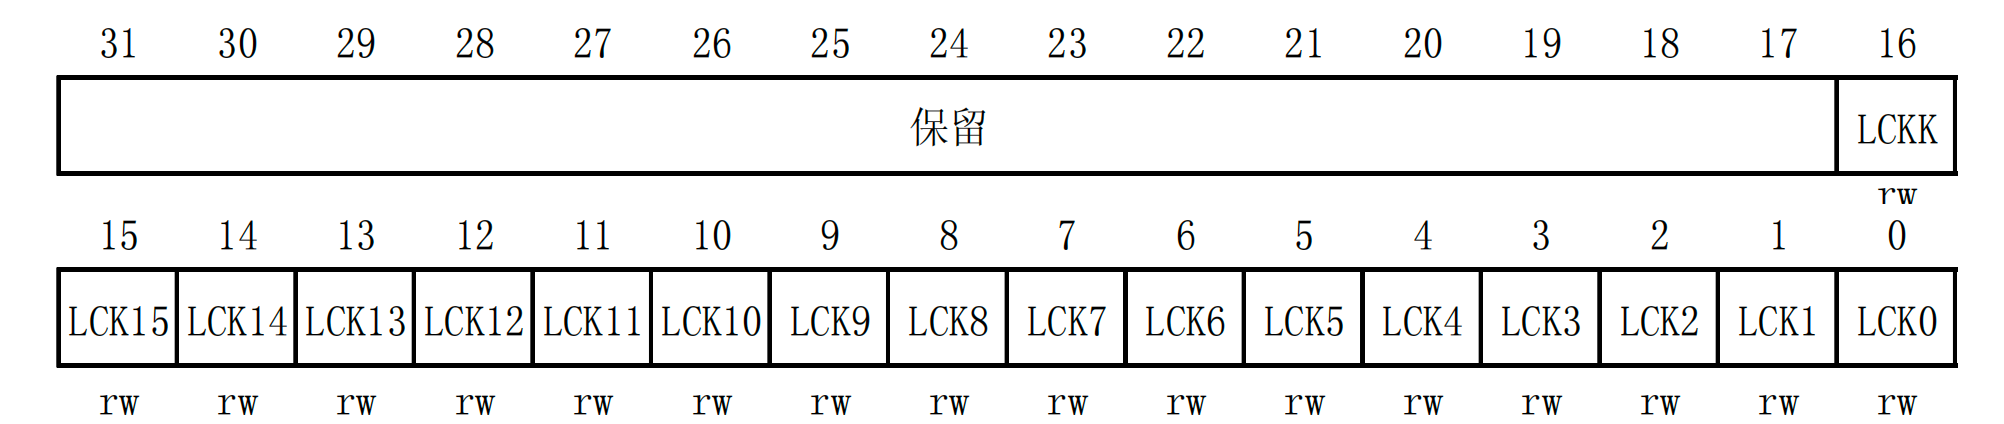 31 30 29 28 27 26 25 24 23 22 21 20 19 18 17 16
保留 LCKK
rw
15 14 13 12 11 10 9 8 7 6 5 4 3 2 1 0
LCK15 LCK14 LCK13 LCK12 LCK11 LCK10 LCK9 LCK8 LCK7 LCK6 LCK5 LCK4 LCK3 LCK2 LCK1 LCK0
rw rw rw rw rw rw rw rw rw rw rw rw rw rw rw rw